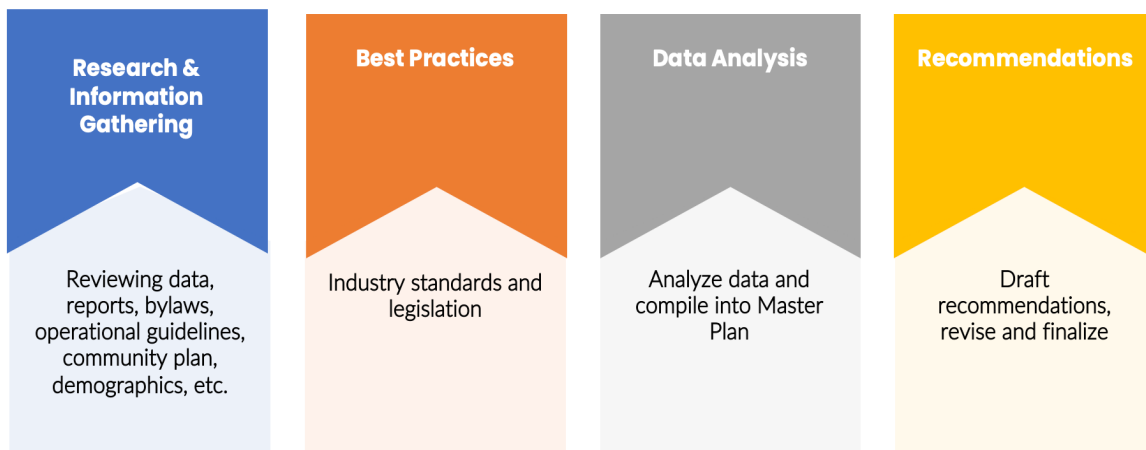 Research &
Information
Gathering
Reviewing data,
reports, bylaws,
operational guidelines,
community plan,
demographics, etc.
Best Practices
Industry standards and
legislation
Data Analysis
Analyze data and
compile into Master
Plan
Recommendations
Draft
recommendations,
revise and finalize